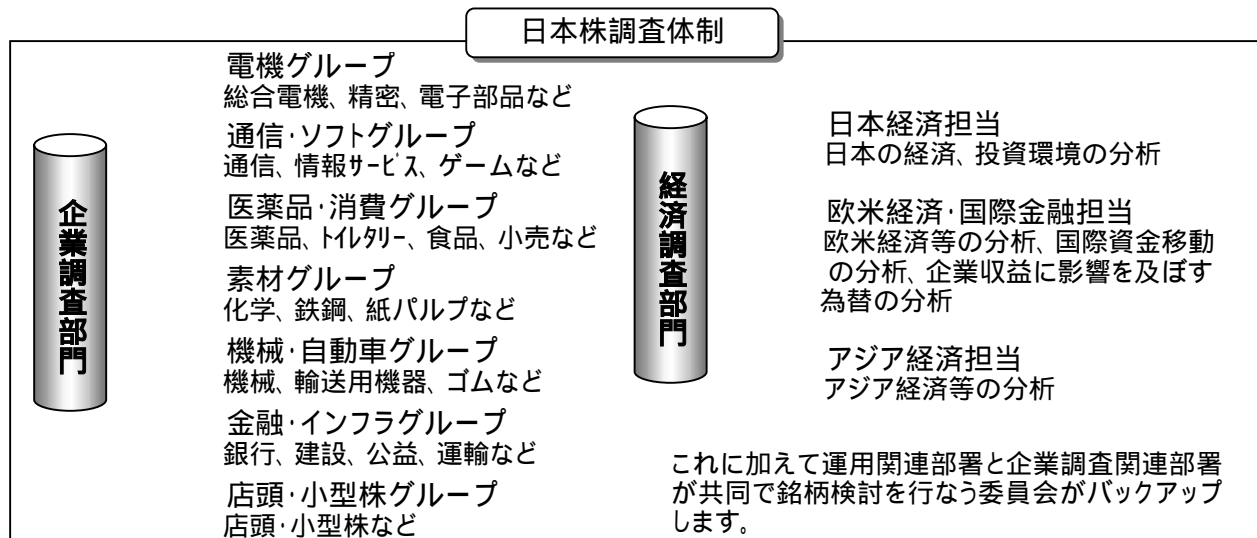 日本株調査体制
企業調査部門
電機グループ
総合電機、精密、電子部品など
通信･ソフトグループ
通信、情報ｻｰﾋﾞｽ、ゲームなど
医薬品･消費グループ
医薬品、ﾄｲﾚﾀﾘｰ、食品、小売など
素材グループ
化学、鉄鋼、紙パルプなど
機械･自動車グループ
機械、輸送用機器、ゴムなど
金融･インフラグループ
銀行、建設、公益、運輸など
店頭･小型株グループ
店頭･小型株など
経済調査部門
日本経済担当
日本の経済、投資環境の分析
欧米経済･国際金融担当
欧米経済等の分析、国際資金移動
の分析、企業収益に影響を及ぼす
為替の分析
アジア経済担当
アジア経済等の分析
これに加えて運用関連部署と企業調査関連部署
が共同で銘柄検討を行なう委員会がバックアップ
します。